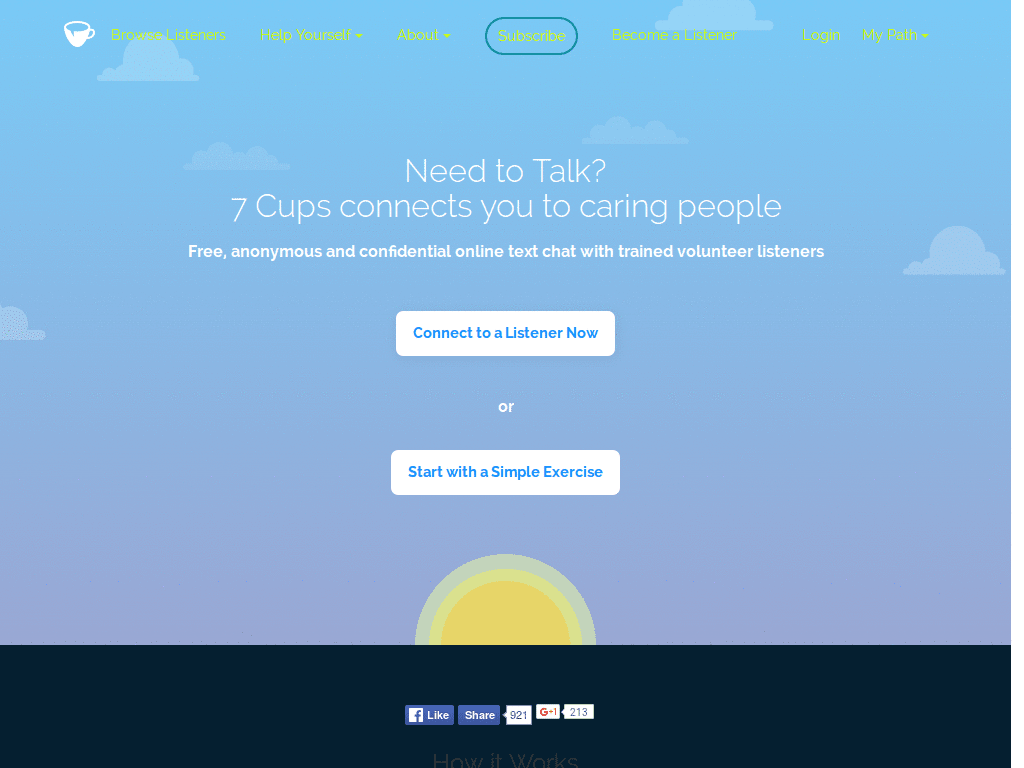 Browse Listeners Help Yourself About Subscribe Become a Listener Login My Path
Need to Talk?
7 Cups connects you to caring people
Free, anonymous and confidential online text chat with trained volunteer listeners
Connect to a Listener Now
or
Start with a Simple Exercise
Like Share 921 G+1 213
How it Works